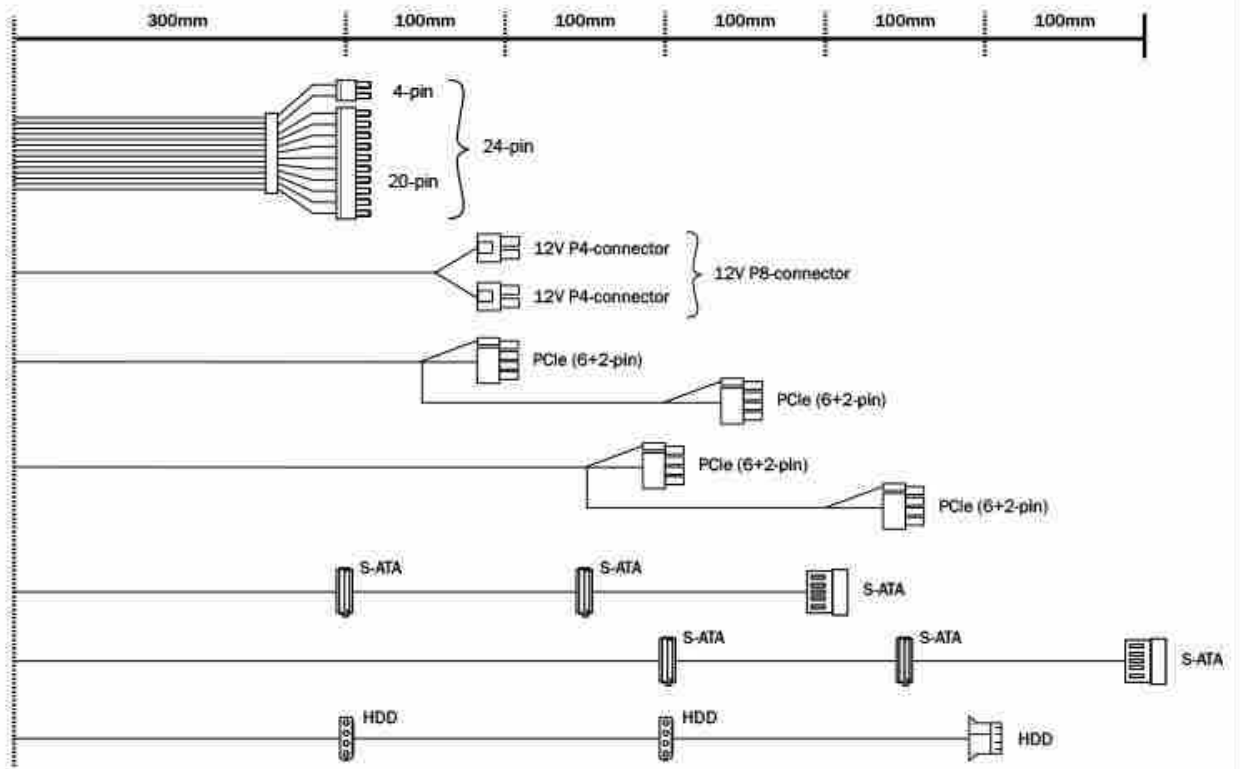 300mm 100mm 100mm 100mm 100mm 100mm
4-pin
24-pin
20-pin
12V P4-connector
12V P8-connector
12V P4-connector
PCIe (6+2-pin)
PCIe (6+2-pin)
PCIe (6+2-pin)
PCIe (6+2-pin)
S-ATA S-ATA
S-ATA
S-ATA S-ATA
S-ATA
HDD HDD
HDD